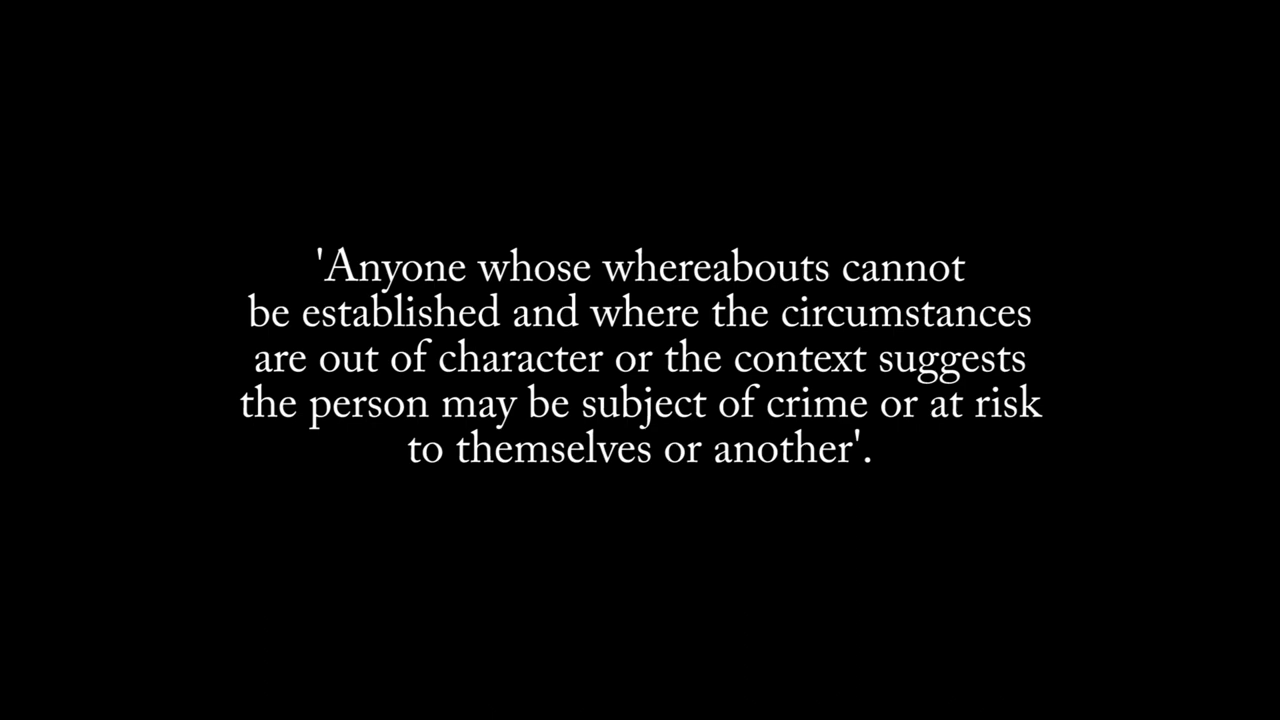 'Anyone whose whereabouts cannot
be established and where the circumstances
are out of character or the context suggests
the person may be subject of crime or at risk
to themselves or another'.